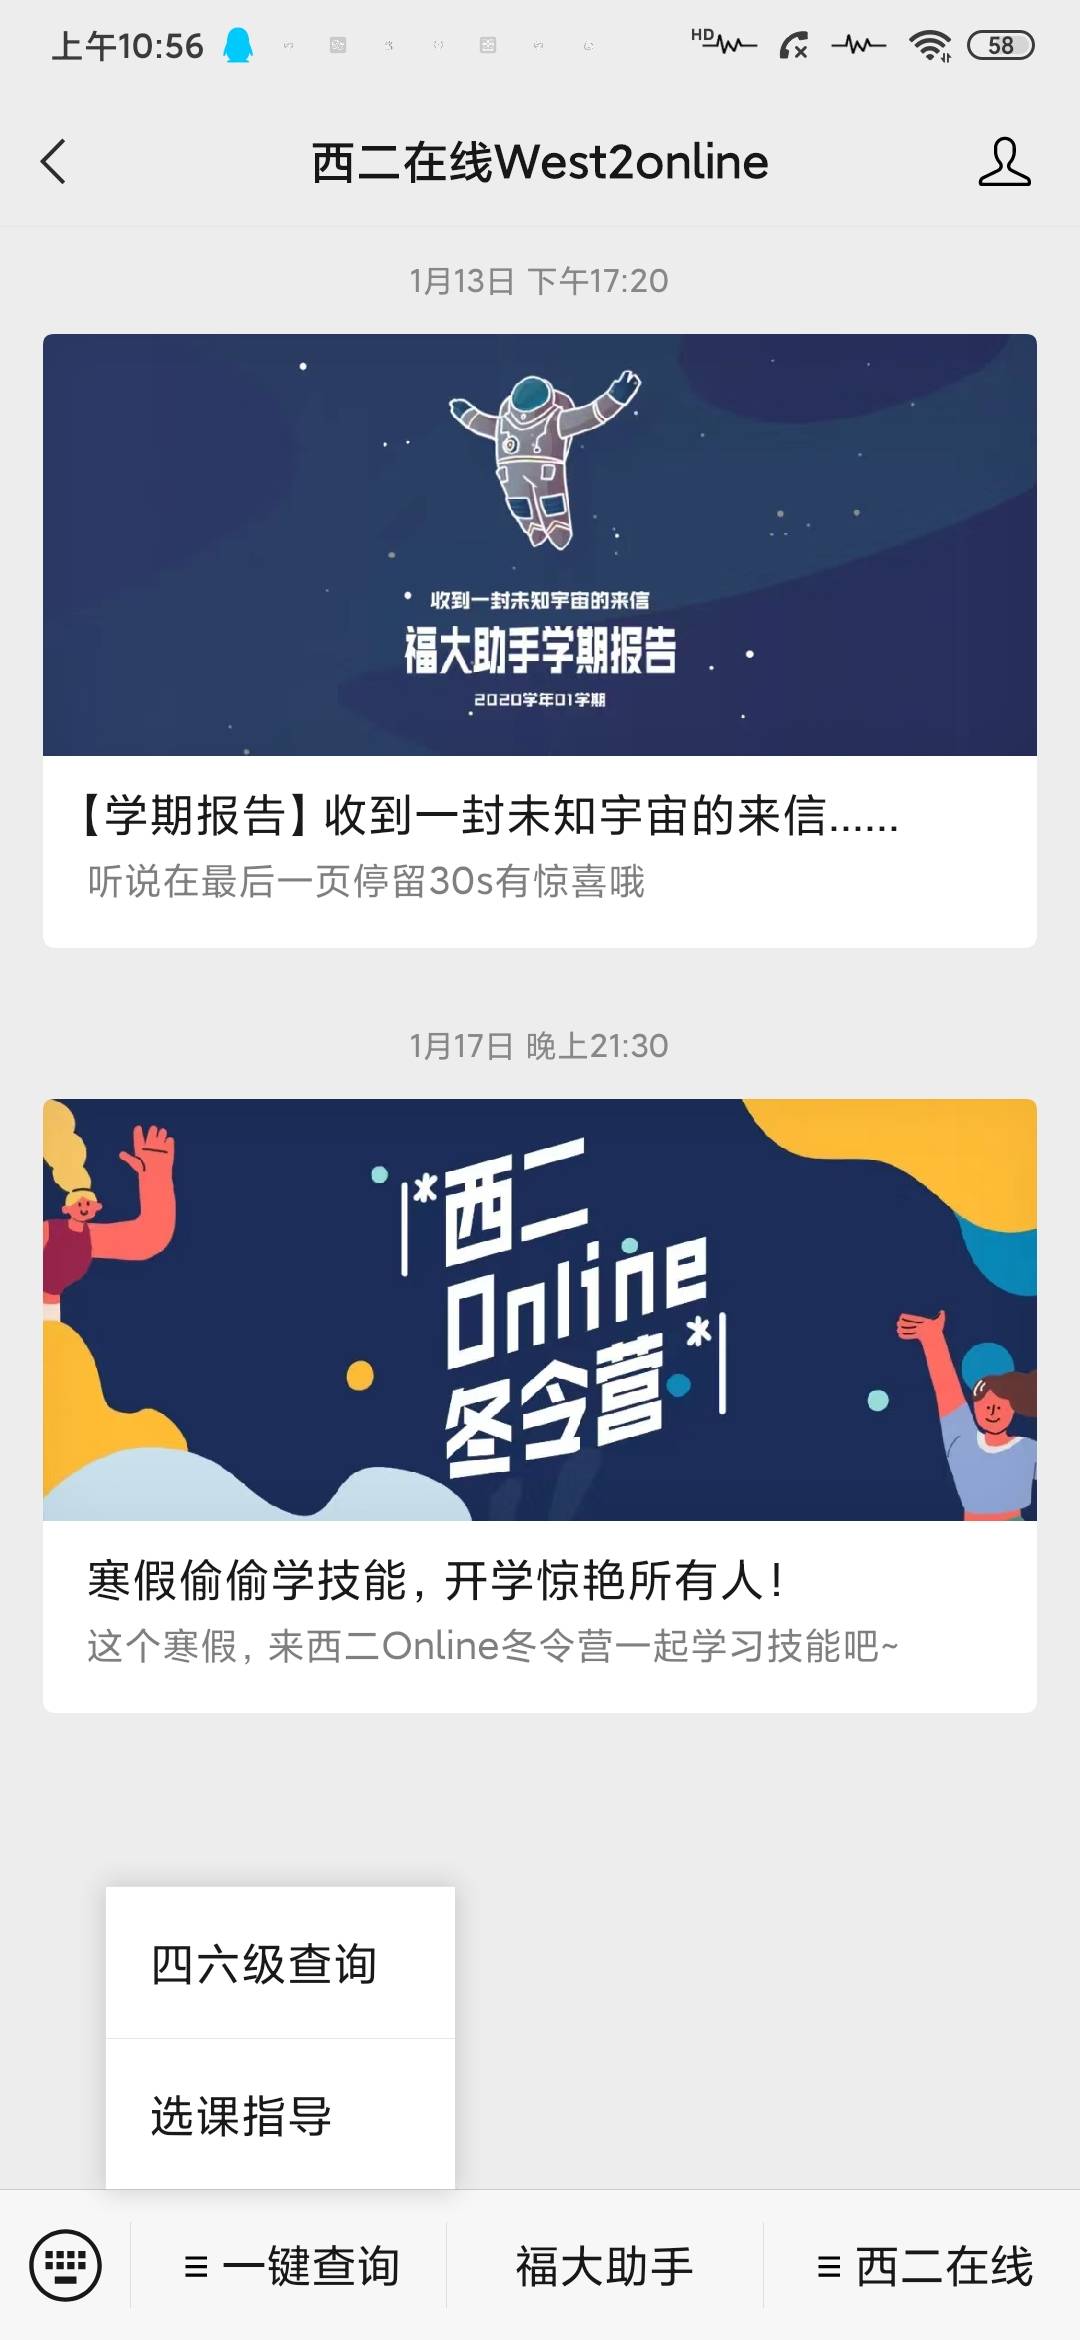 上午10:56
HD
58
西二在线West2online
1月13日 下午17:20
收到一封未知宇宙的来信
福大助手学期报告
2020学年01学期
【学期报告】收到一封未知宇宙的来信......
听说在最后一页停留30s有惊喜哦
1月17日 晚上21:30
*西二
Online
冬令营*
寒假偷偷学技能，开学惊艳所有人！
这个寒假，来西二Online冬令营一起学习技能吧~
四六级查询
选课指导
一键查询
福大助手
西二在线